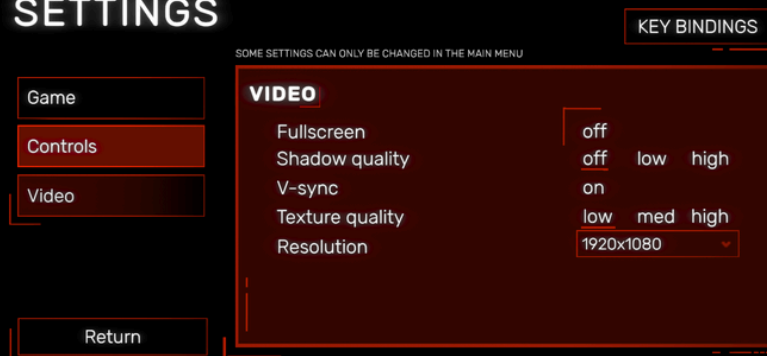 SETTINGS
KEY BINDINGS
SOME SETTINGS CAN ONLY BE CHANGED IN THE MAIN MENU
Game
Controls
Video
Return
VIDEO
Fullscreen off
Shadow quality off low high
V-sync on
Texture quality low med high
Resolution 1920x1080